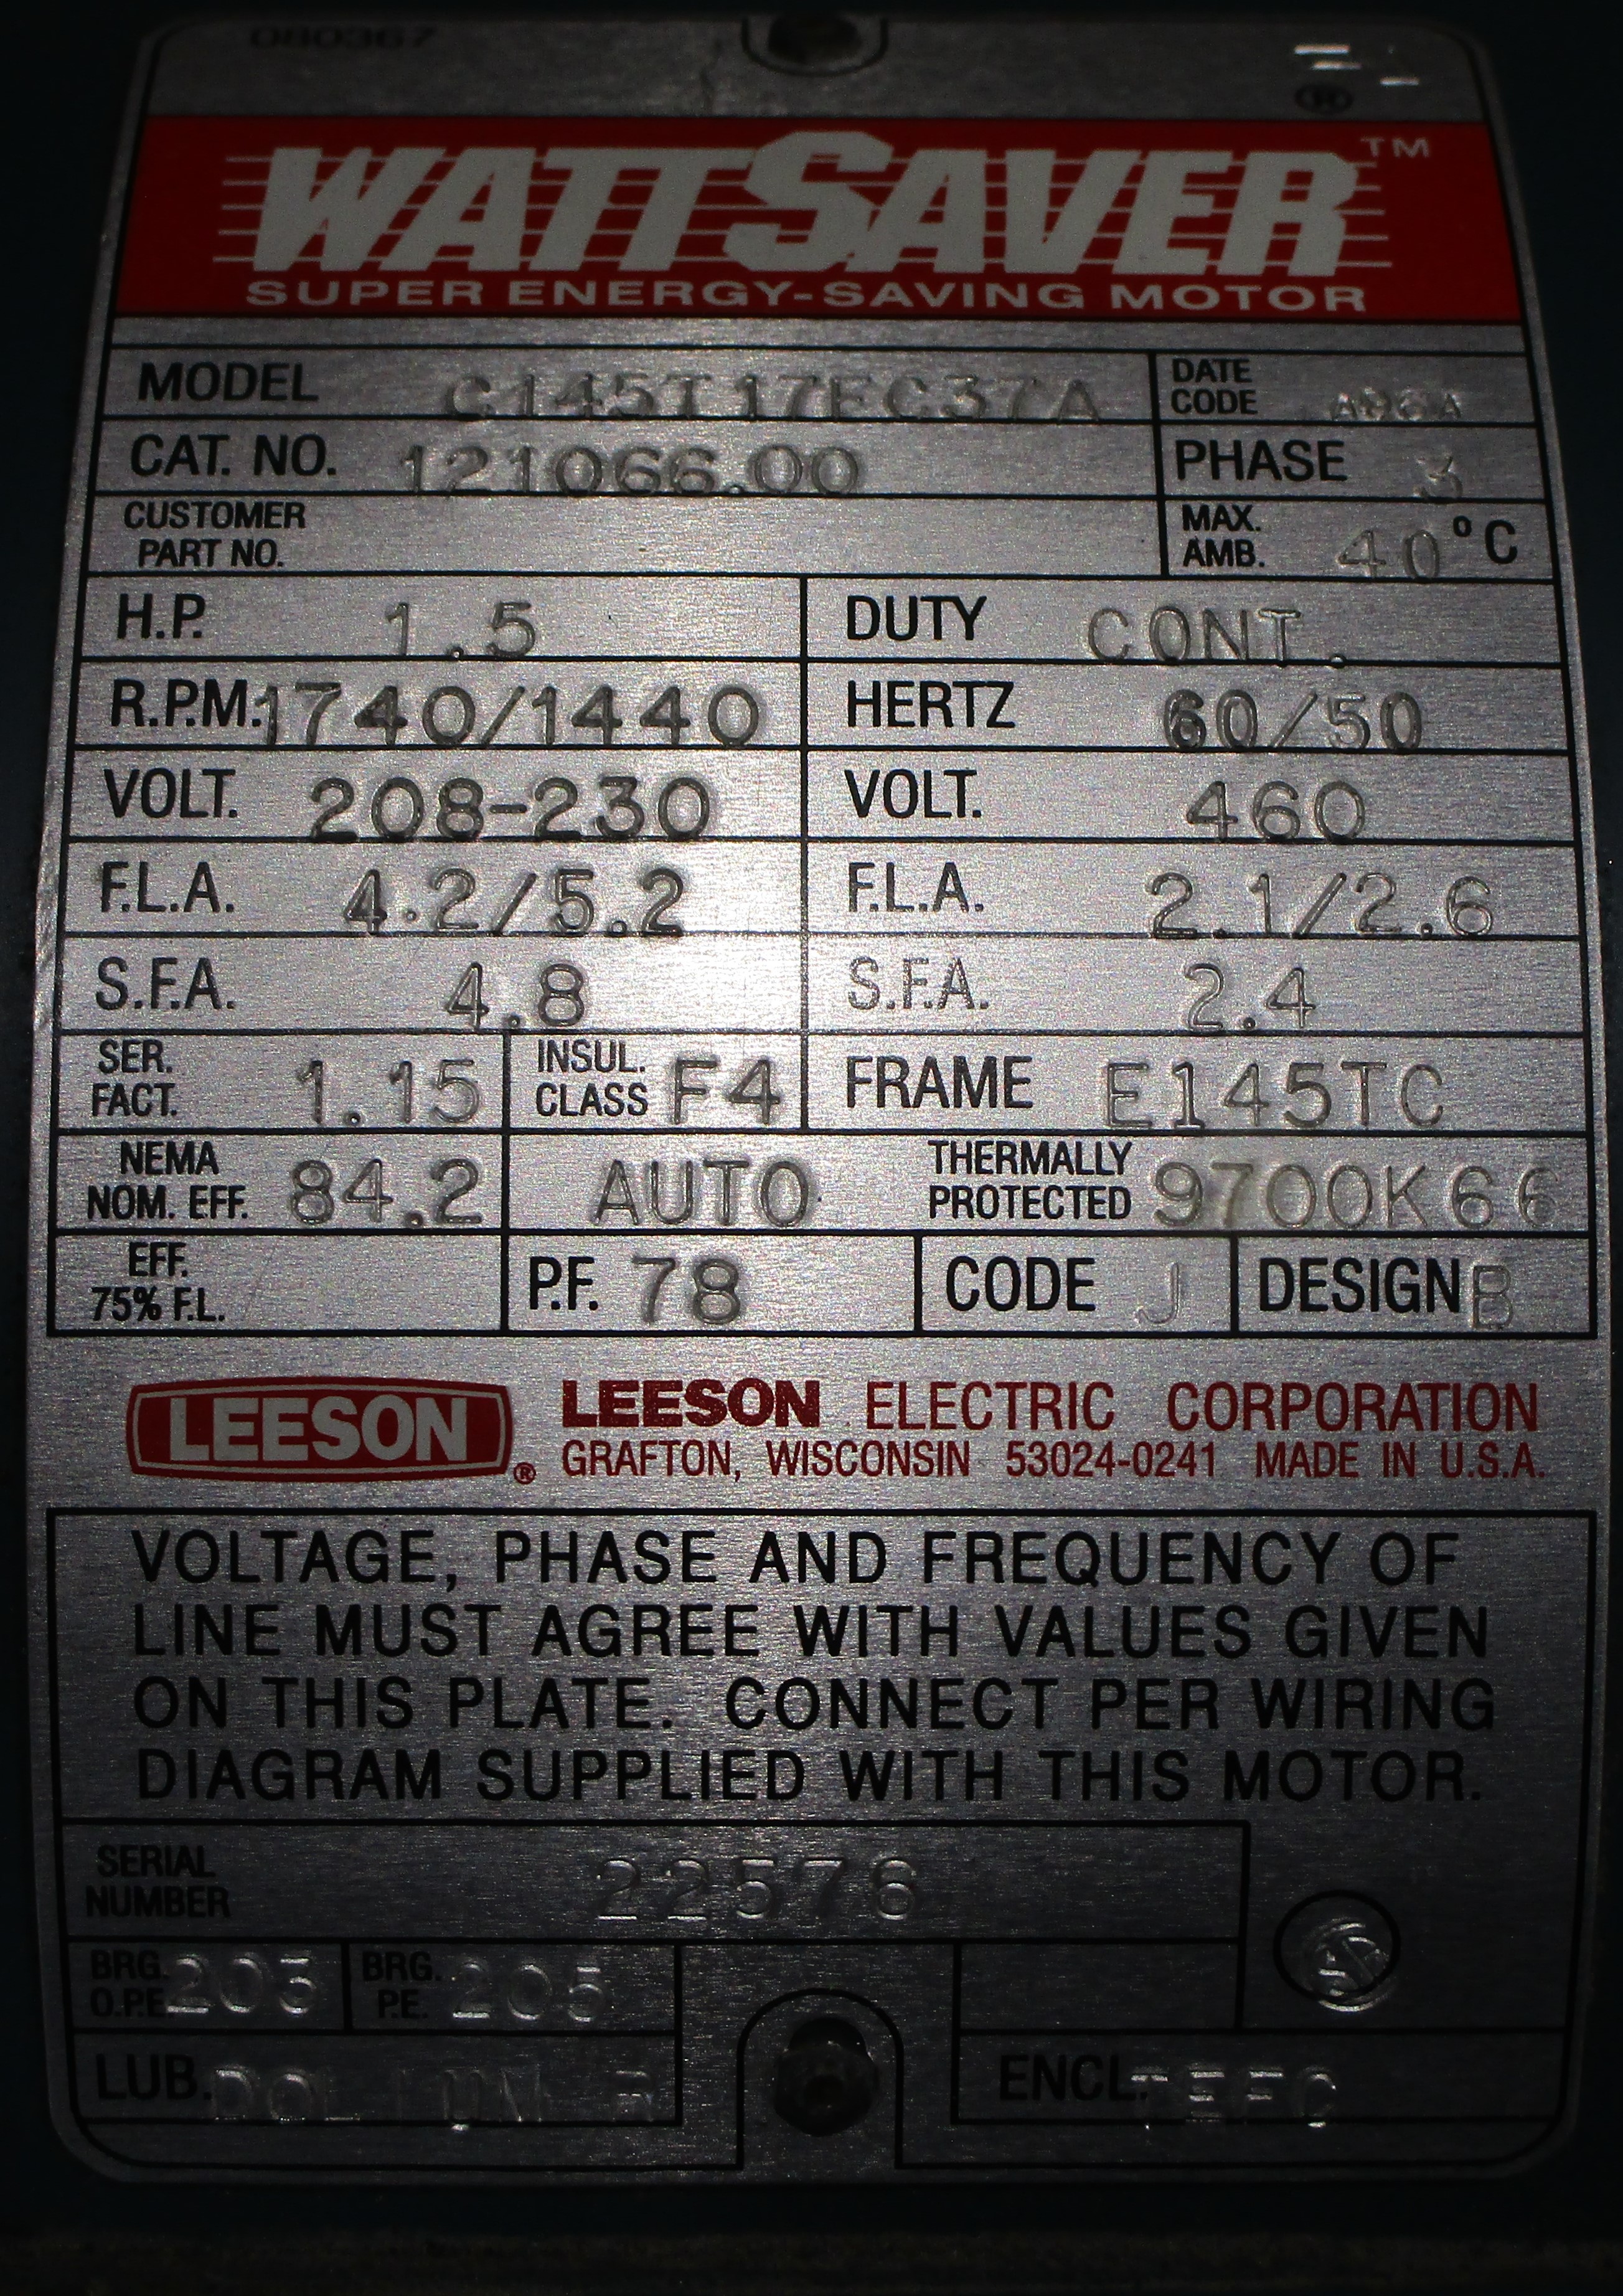 080367
®
WATTSAVER™
SUPER ENERGY-SAVING MOTOR
MODEL C145T17FC37A DATE CODE A96A
CAT. NO. 121066.00 PHASE 3
CUSTOMER PART NO. MAX. AMB. 40 °C
H.P. 1.5 DUTY CONT.
R.P.M. 1740/1440 HERTZ 60/50
VOLT. 208-230 VOLT. 460
F.L.A. 4.2/5.2 F.L.A. 2.1/2.6
S.F.A. 4.8 S.F.A. 2.4
SER. FACT. 1.15 INSUL. CLASS F4 FRAME E145TC
NEMA NOM. EFF. 84.2 AUTO THERMALLY PROTECTED 9700K66
EFF. 75% F.L. P.F. 78 CODE J DESIGN B
LEESON® LEESON ELECTRIC CORPORATION
GRAFTON, WISCONSIN 53024-0241 MADE IN U.S.A.
VOLTAGE, PHASE AND FREQUENCY OF
LINE MUST AGREE WITH VALUES GIVEN
ON THIS PLATE. CONNECT PER WIRING
DIAGRAM SUPPLIED WITH THIS MOTOR.
SERIAL NUMBER 22576
BRG. O.P.E. 203 BRG. P.E. 205
LUB. ENCL. TEFC